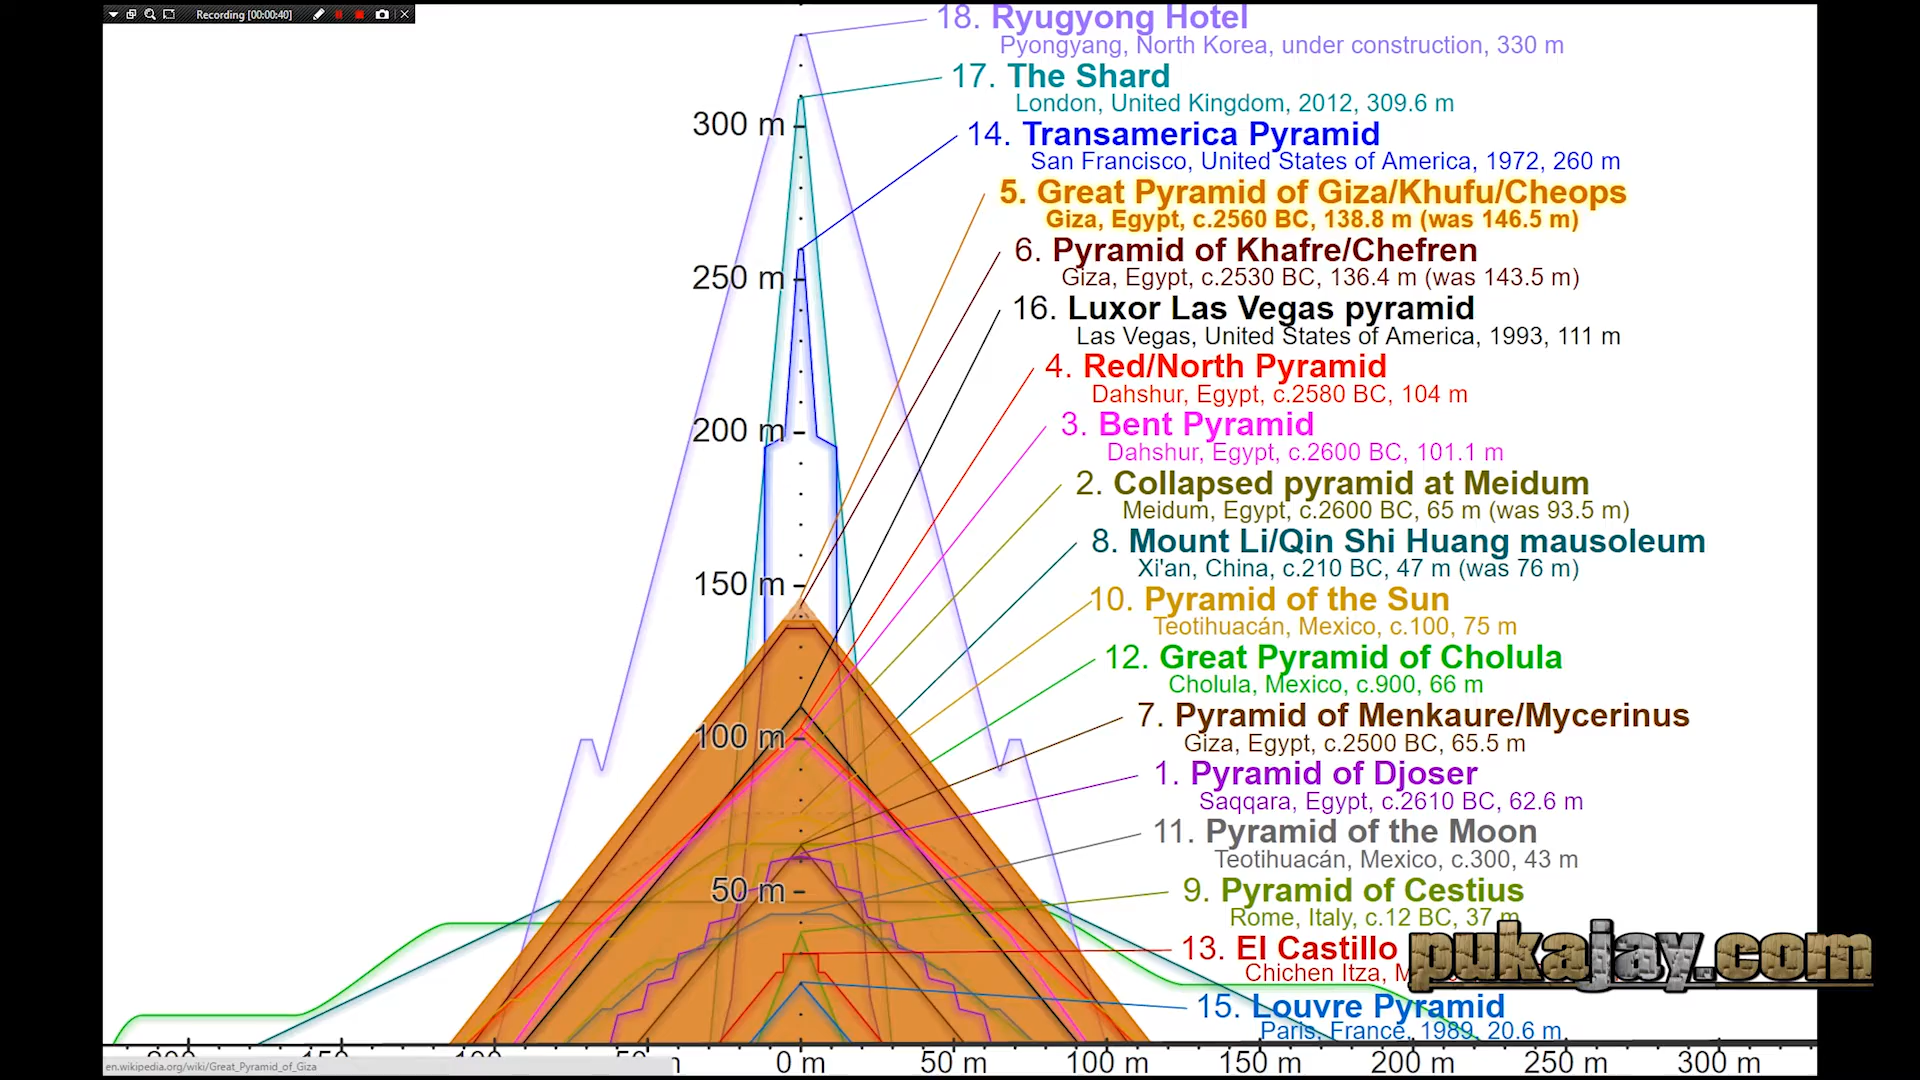 Recording [00:00:40]
18. Ryugyong Hotel
Pyongyang, North Korea, under construction, 330 m
17. The Shard
London, United Kingdom, 2012, 309.6 m
300 m
14. Transamerica Pyramid
San Francisco, United States of America, 1972, 260 m
5. Great Pyramid of Giza/Khufu/Cheops
Giza, Egypt, c.2560 BC, 138.8 m (was 146.5 m)
6. Pyramid of Khafre/Chefren
250 m
Giza, Egypt, c.2530 BC, 136.4 m (was 143.5 m)
16. Luxor Las Vegas pyramid
Las Vegas, United States of America, 1993, 111 m
4. Red/North Pyramid
Dahshur, Egypt, c.2580 BC, 104 m
3. Bent Pyramid
200 m
Dahshur, Egypt, c.2600 BC, 101.1 m
2. Collapsed pyramid at Meidum
Meidum, Egypt, c.2600 BC, 65 m (was 93.5 m)
8. Mount Li/Qin Shi Huang mausoleum
Xi'an, China, c.210 BC, 47 m (was 76 m)
150 m
10. Pyramid of the Sun
Teotihuacán, Mexico, c.100, 75 m
12. Great Pyramid of Cholula
Cholula, Mexico, c.900, 66 m
7. Pyramid of Menkaure/Mycerinus
100 m
Giza, Egypt, c.2500 BC, 65.5 m
1. Pyramid of Djoser
Saqqara, Egypt, c.2610 BC, 62.6 m
11. Pyramid of the Moon
Teotihuacán, Mexico, c.300, 43 m
50 m
9. Pyramid of Cestius
Rome, Italy, c.12 BC, 37 m
13. El Castillo
Chichen Itza,
pukajay.com
15. Louvre Pyramid
Paris, France, 1989, 20.6 m
0 m 50 m 100 m 150 m 200 m 250 m 300 m
en.wikipedia.org/wiki/Great_Pyramid_of_Giza